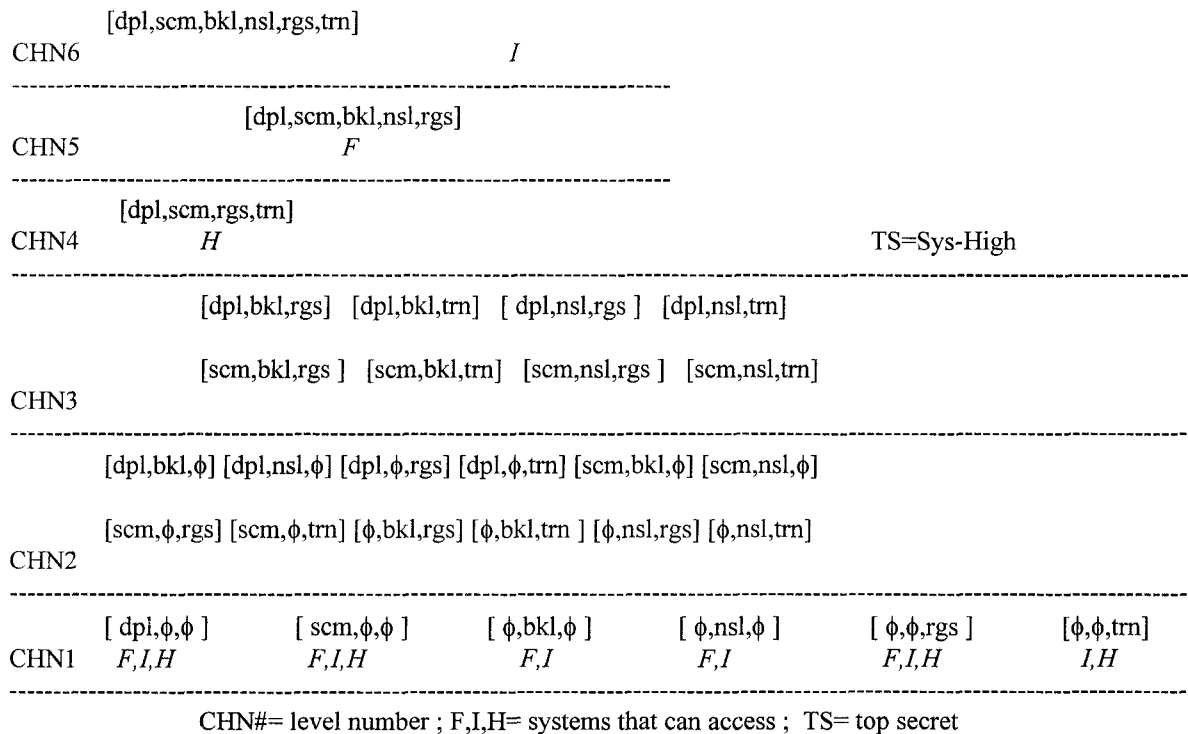 [dpl,scm,bkl,nsl,rgs,trn]
CHN6 I
[dpl,scm,bkl,nsl,rgs]
CHN5 F
[dpl,scm,rgs,trn]
CHN4 H TS=Sys-High
[dpl,bkl,rgs] [dpl,bkl,trn] [ dpl,nsl,rgs ] [dpl,nsl,trn]
[scm,bkl,rgs ] [scm,bkl,trn] [scm,nsl,rgs ] [scm,nsl,trn]
CHN3
[dpl,bkl,ϕ] [dpl,nsl,ϕ] [dpl,ϕ,rgs] [dpl,ϕ,trn] [scm,bkl,ϕ] [scm,nsl,ϕ]
[scm,ϕ,rgs] [scm,ϕ,trn] [ϕ,bkl,rgs] [ϕ,bkl,trn ] [ϕ,nsl,rgs] [ϕ,nsl,trn]
CHN2
[ dpl,ϕ,ϕ ] [ scm,ϕ,ϕ ] [ ϕ,bkl,ϕ ] [ ϕ,nsl,ϕ ] [ ϕ,ϕ,rgs ] [ϕ,ϕ,trn]
CHN1 F,I,H F,I,H F,I F,I F,I,H I,H
CHN#= level number ; F,I,H= systems that can access ; TS= top secret